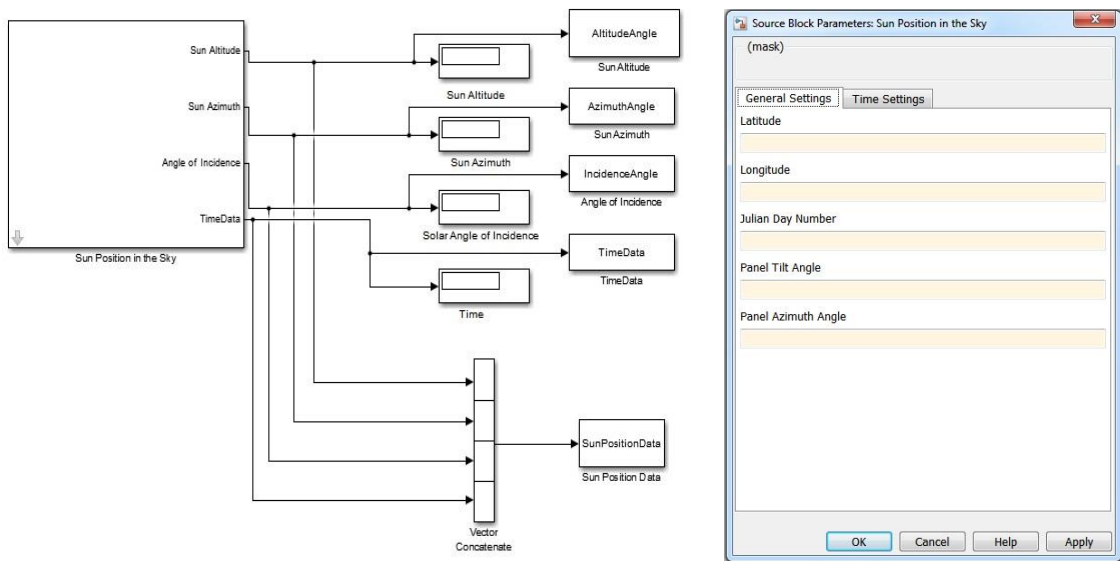 Sun Altitude
Sun Azimuth
Angle of Incidence
TimeData
Sun Position in the Sky
Sun Altitude
Sun Azimuth
Solar Angle of Incidence
Time
AltitudeAngle
Sun Altitude
AzimuthAngle
Sun Azimuth
IncidenceAngle
Angle of Incidence
TimeData
TimeData
Vector
Concatenate
SunPositionData
Sun Position Data
Source Block Parameters: Sun Position in the Sky
(mask)
General Settings
Time Settings
Latitude
Longitude
Julian Day Number
Panel Tilt Angle
Panel Azimuth Angle
OK
Cancel
Help
Apply